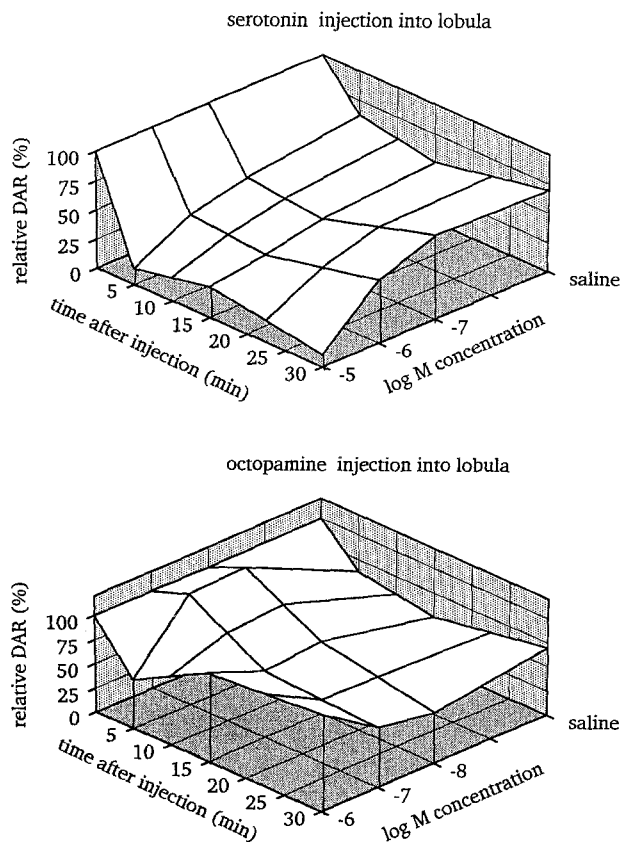 serotonin injection into lobula
relative DAR (%)
100
75
50
25
0
5
10
15
20
25
30
time after injection (min)
-5
-6
-7
saline
log M concentration
octopamine injection into lobula
relative DAR (%)
100
75
50
25
0
5
10
15
20
25
30
time after injection (min)
-6
-7
-8
saline
log M concentration